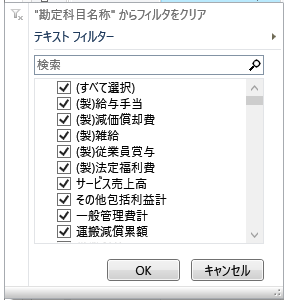 "勘定科目名称" からフィルタをクリア
テキスト フィルター
検索
(すべて選択)
(製)給与手当
(製)減価償却費
(製)雑給
(製)従業員賞与
(製)法定福利費
サービス売上高
その他包括利益計
一般管理費計
運搬減償累額
OK
キャンセル